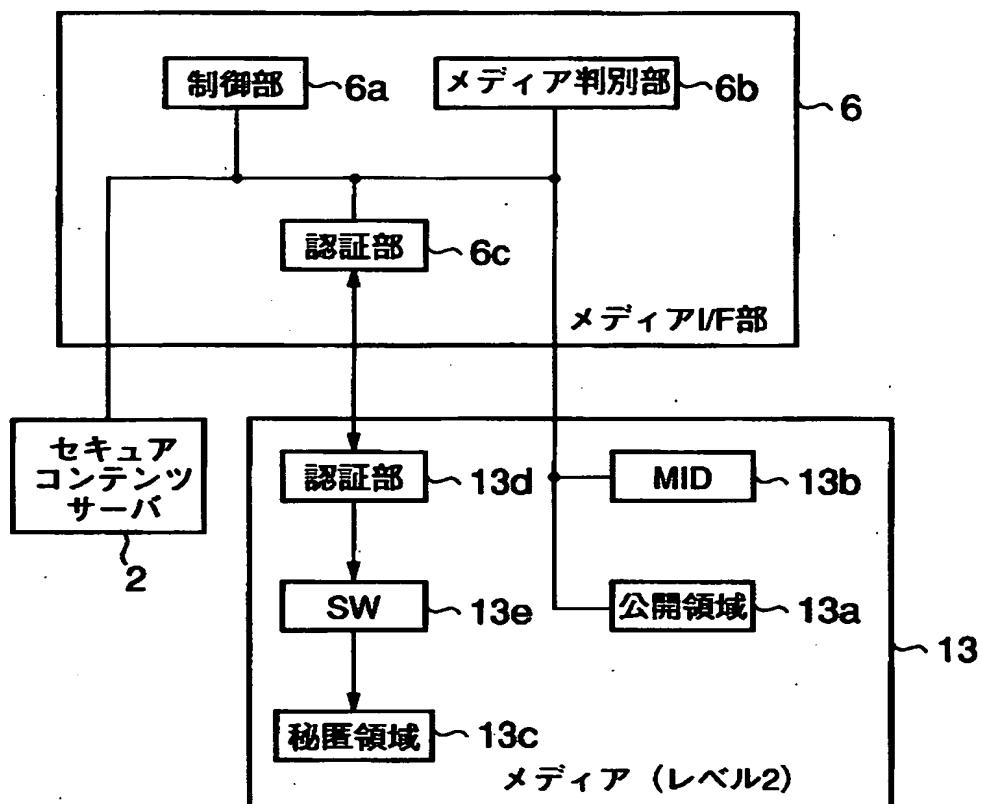 制御部
6a
メディア判別部
6b
6
認証部
6c
メディアI/F部
セキュア
コンテンツ
サーバ
2
認証部
13d
MID
13b
SW
13e
公開領域
13a
13
秘匿領域
13c
メディア（レベル2）